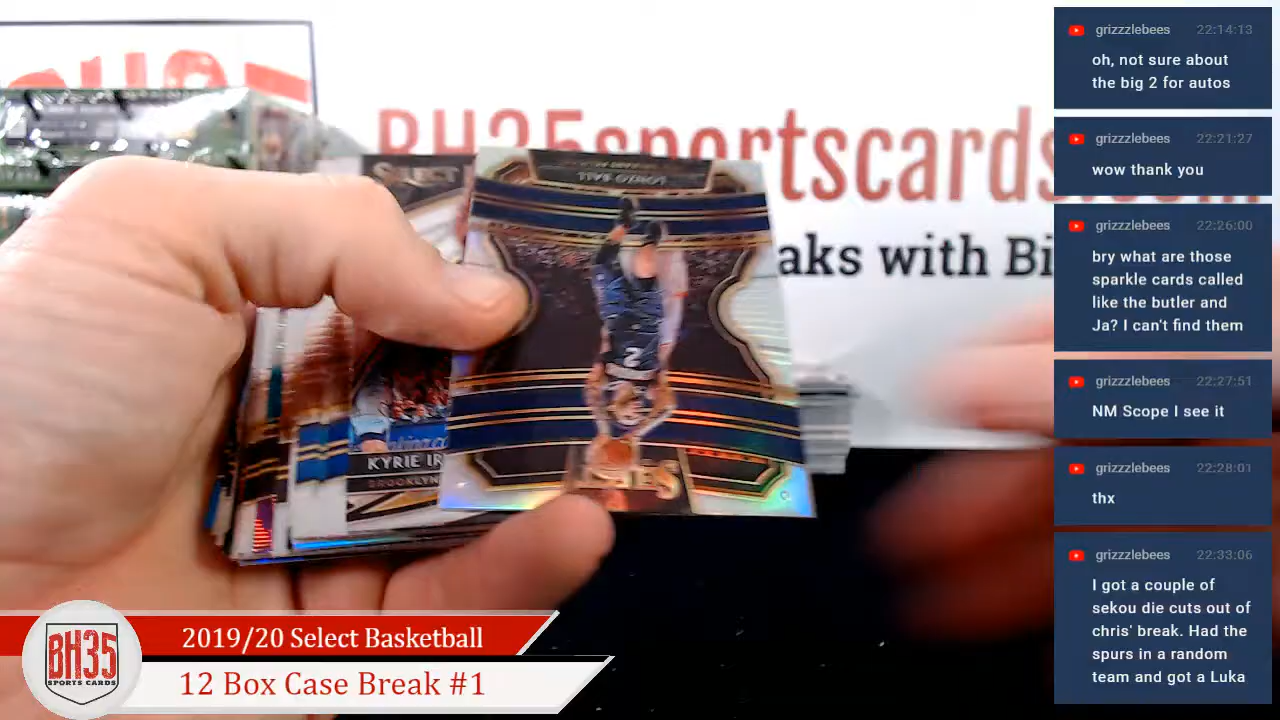 BH35sportscards.com
aks with Bi
SELECT
LONZO BALL
2
KYRIE IR
BROOKLYN
2019/20 Select Basketball
12 Box Case Break #1
BH35
SPORTS CARDS
grizzzlebees 22:14:13
oh, not sure about
the big 2 for autos
grizzzlebees 22:21:27
wow thank you
grizzzlebees 22:26:00
bry what are those
sparkle cards called
like the butler and
Ja? I can't find them
grizzzlebees 22:27:51
NM Scope I see it
grizzzlebees 22:28:01
thx
grizzzlebees 22:33:06
I got a couple of
sekou die cuts out of
chris' break. Had the
spurs in a random
team and got a Luka